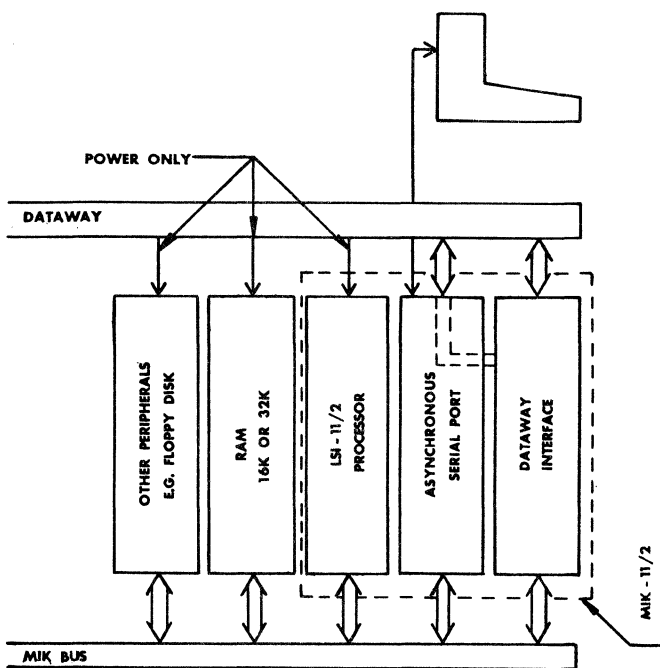 POWER ONLY
DATAWAY
OTHER PERIPHERALS
E.G. FLOPPY DISK
RAM
16K OR 32K
LSI - 11/2
PROCESSOR
ASYNCHRONOUS
SERIAL PORT
DATAWAY
INTERFACE
MIK - 11/2
MIK BUS